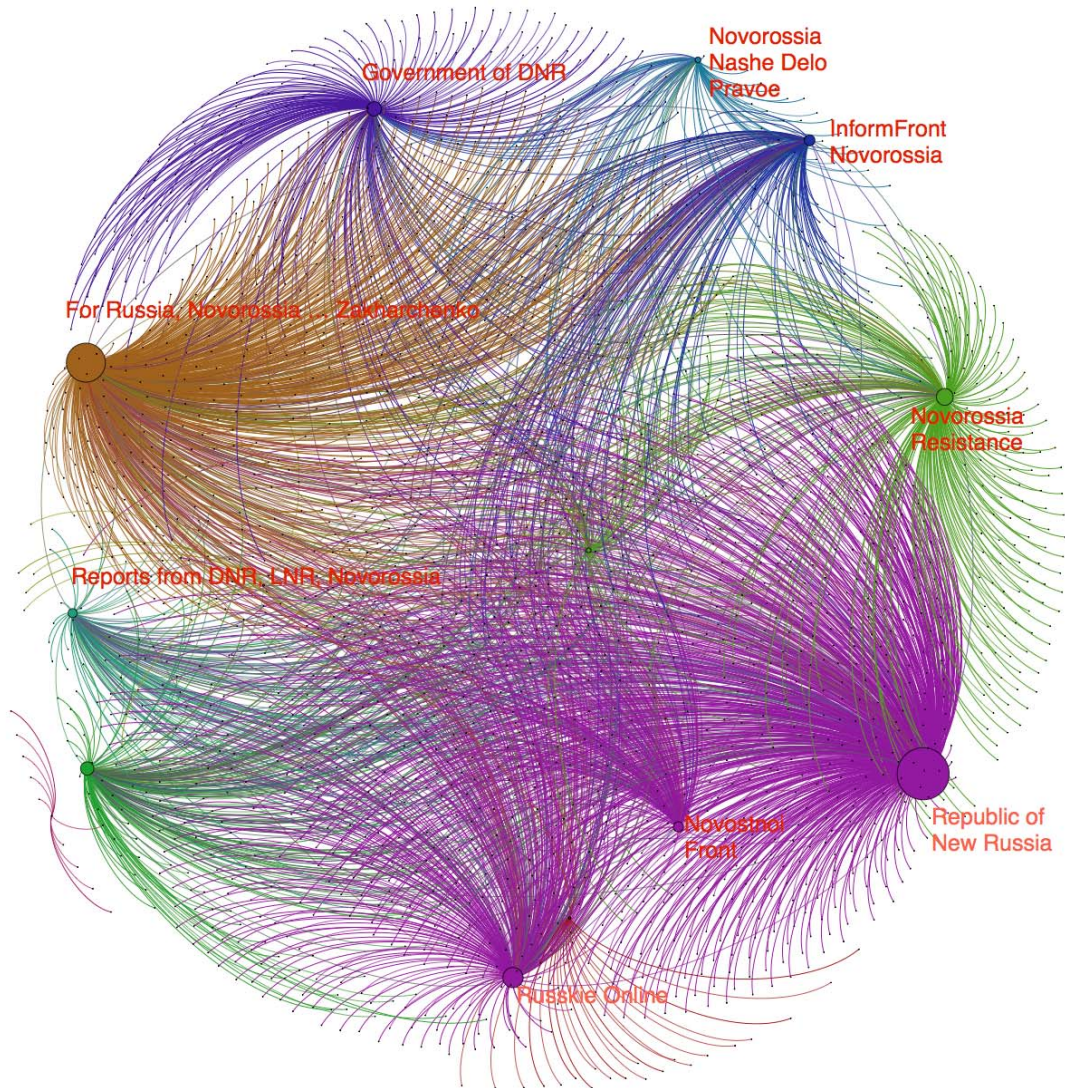 Novorossia
Nashe Delo
Pravoe
Government of DNR
InformFront
Novorossia
For Russia, Novorossia ... Zakharchenko
Novorossia
Resistance
Reports from DNR, LNR, Novorossia
Republic of
New Russia
Novostnoi
Front
Russkie Online